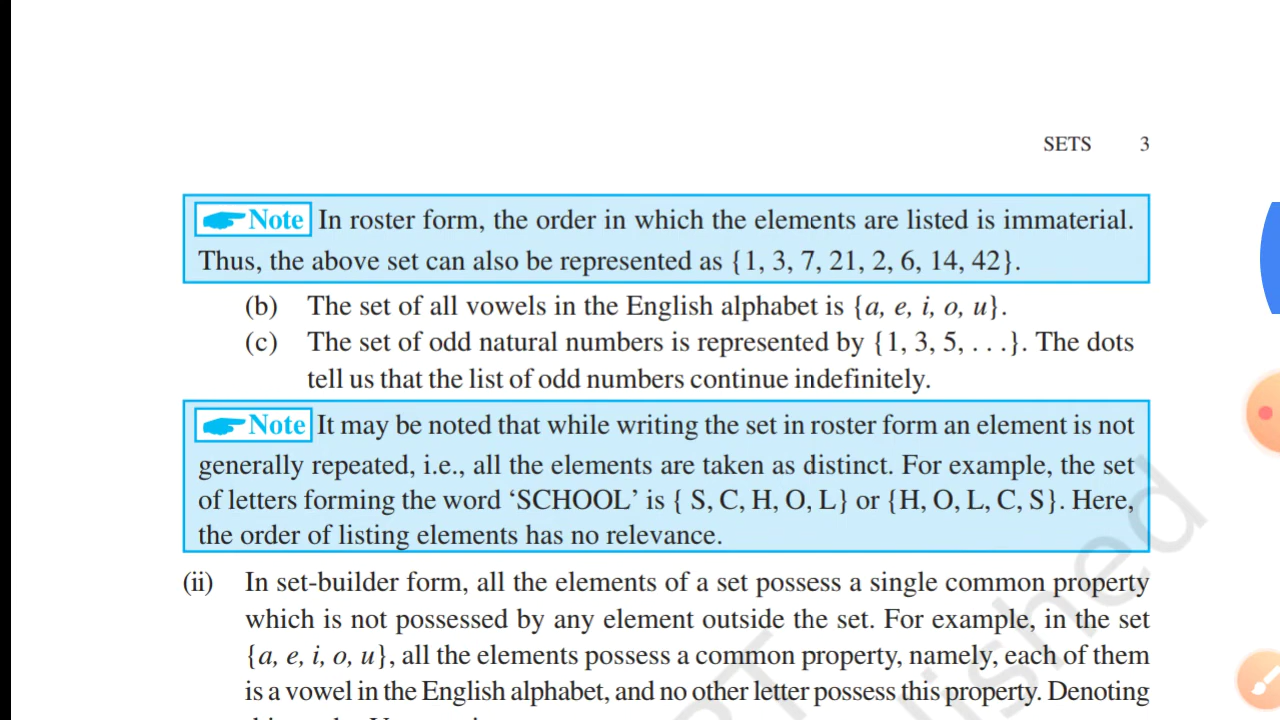 SETS 3
Note In roster form, the order in which the elements are listed is immaterial.
Thus, the above set can also be represented as {1, 3, 7, 21, 2, 6, 14, 42}.
(b) The set of all vowels in the English alphabet is {a, e, i, o, u}.
(c) The set of odd natural numbers is represented by {1, 3, 5, . . .}. The dots
tell us that the list of odd numbers continue indefinitely.
Note It may be noted that while writing the set in roster form an element is not
generally repeated, i.e., all the elements are taken as distinct. For example, the set
of letters forming the word ‘SCHOOL’ is { S, C, H, O, L} or {H, O, L, C, S}. Here,
the order of listing elements has no relevance.
(ii) In set-builder form, all the elements of a set possess a single common property
which is not possessed by any element outside the set. For example, in the set
{a, e, i, o, u}, all the elements possess a common property, namely, each of them
is a vowel in the English alphabet, and no other letter possess this property. Denoting